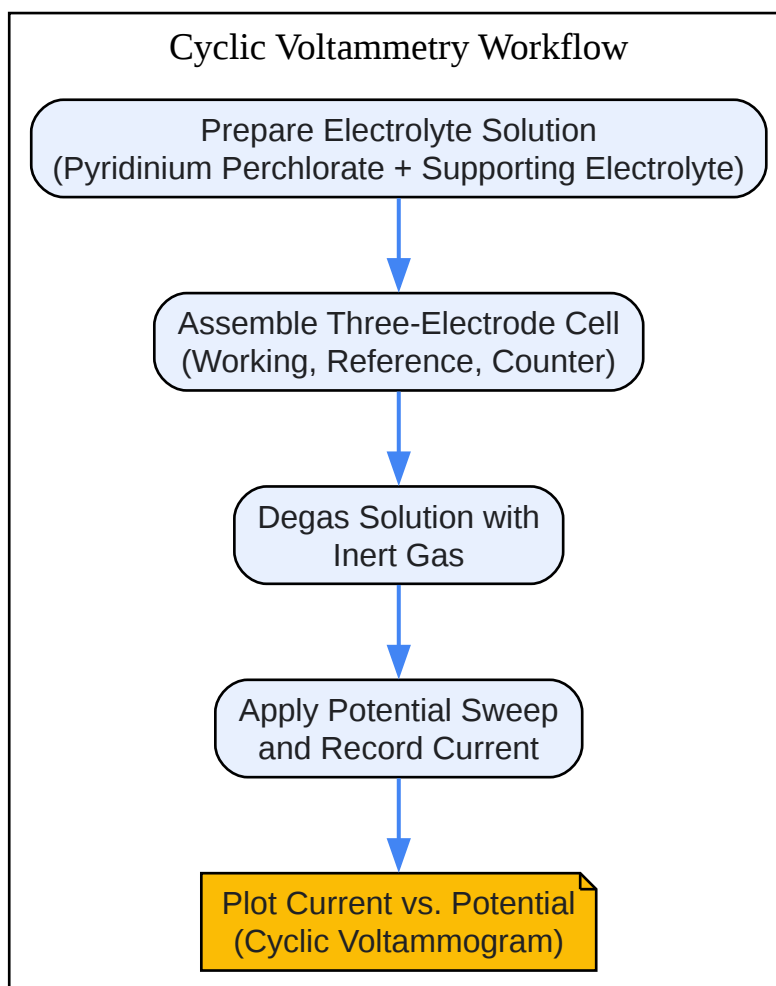 Cyclic Voltammetry Workflow
Prepare Electrolyte Solution
(Pyridinium Perchlorate + Supporting Electrolyte)
Assemble Three-Electrode Cell
(Working, Reference, Counter)
Degas Solution with
Inert Gas
Apply Potential Sweep
and Record Current
Plot Current vs. Potential
(Cyclic Voltammogram)